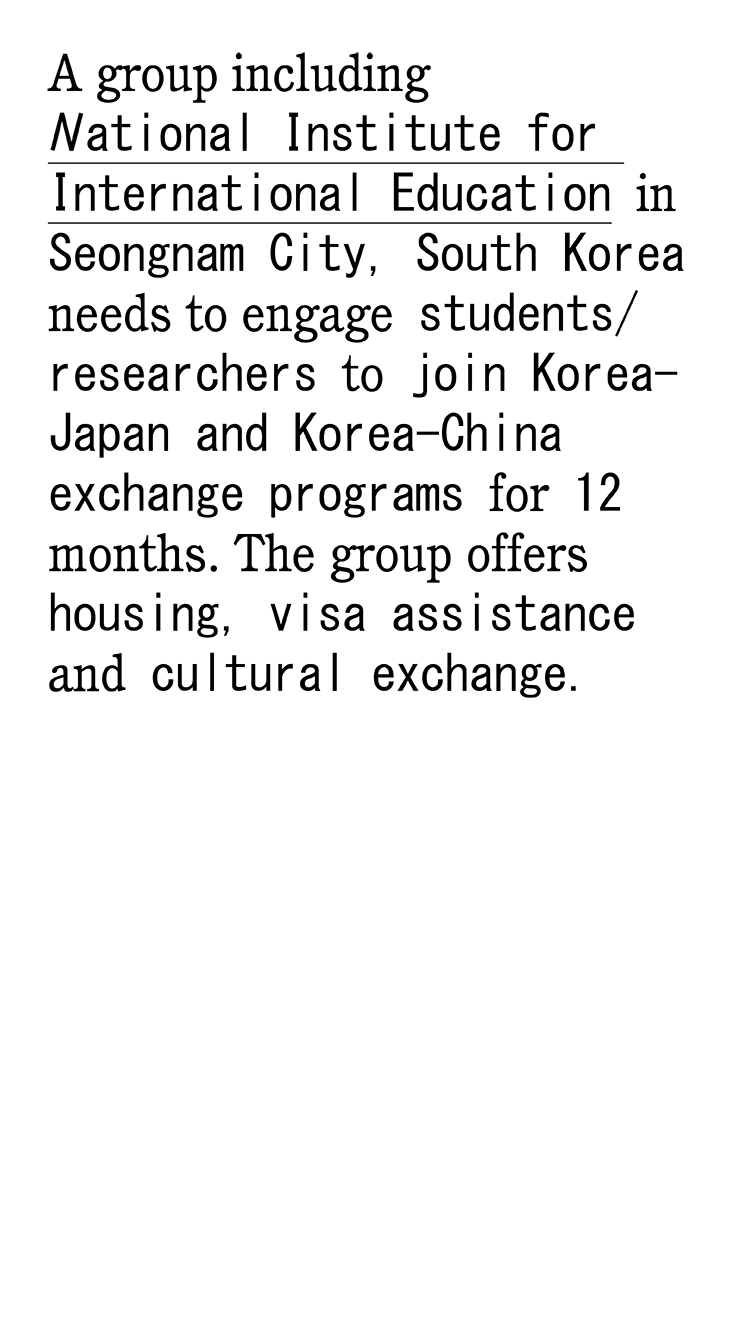 A group including
National Institute for
International Education in
Seongnam City, South Korea
needs to engage students/
researchers to join Korea-
Japan and Korea-China
exchange programs for 12
months. The group offers
housing, visa assistance
and cultural exchange.